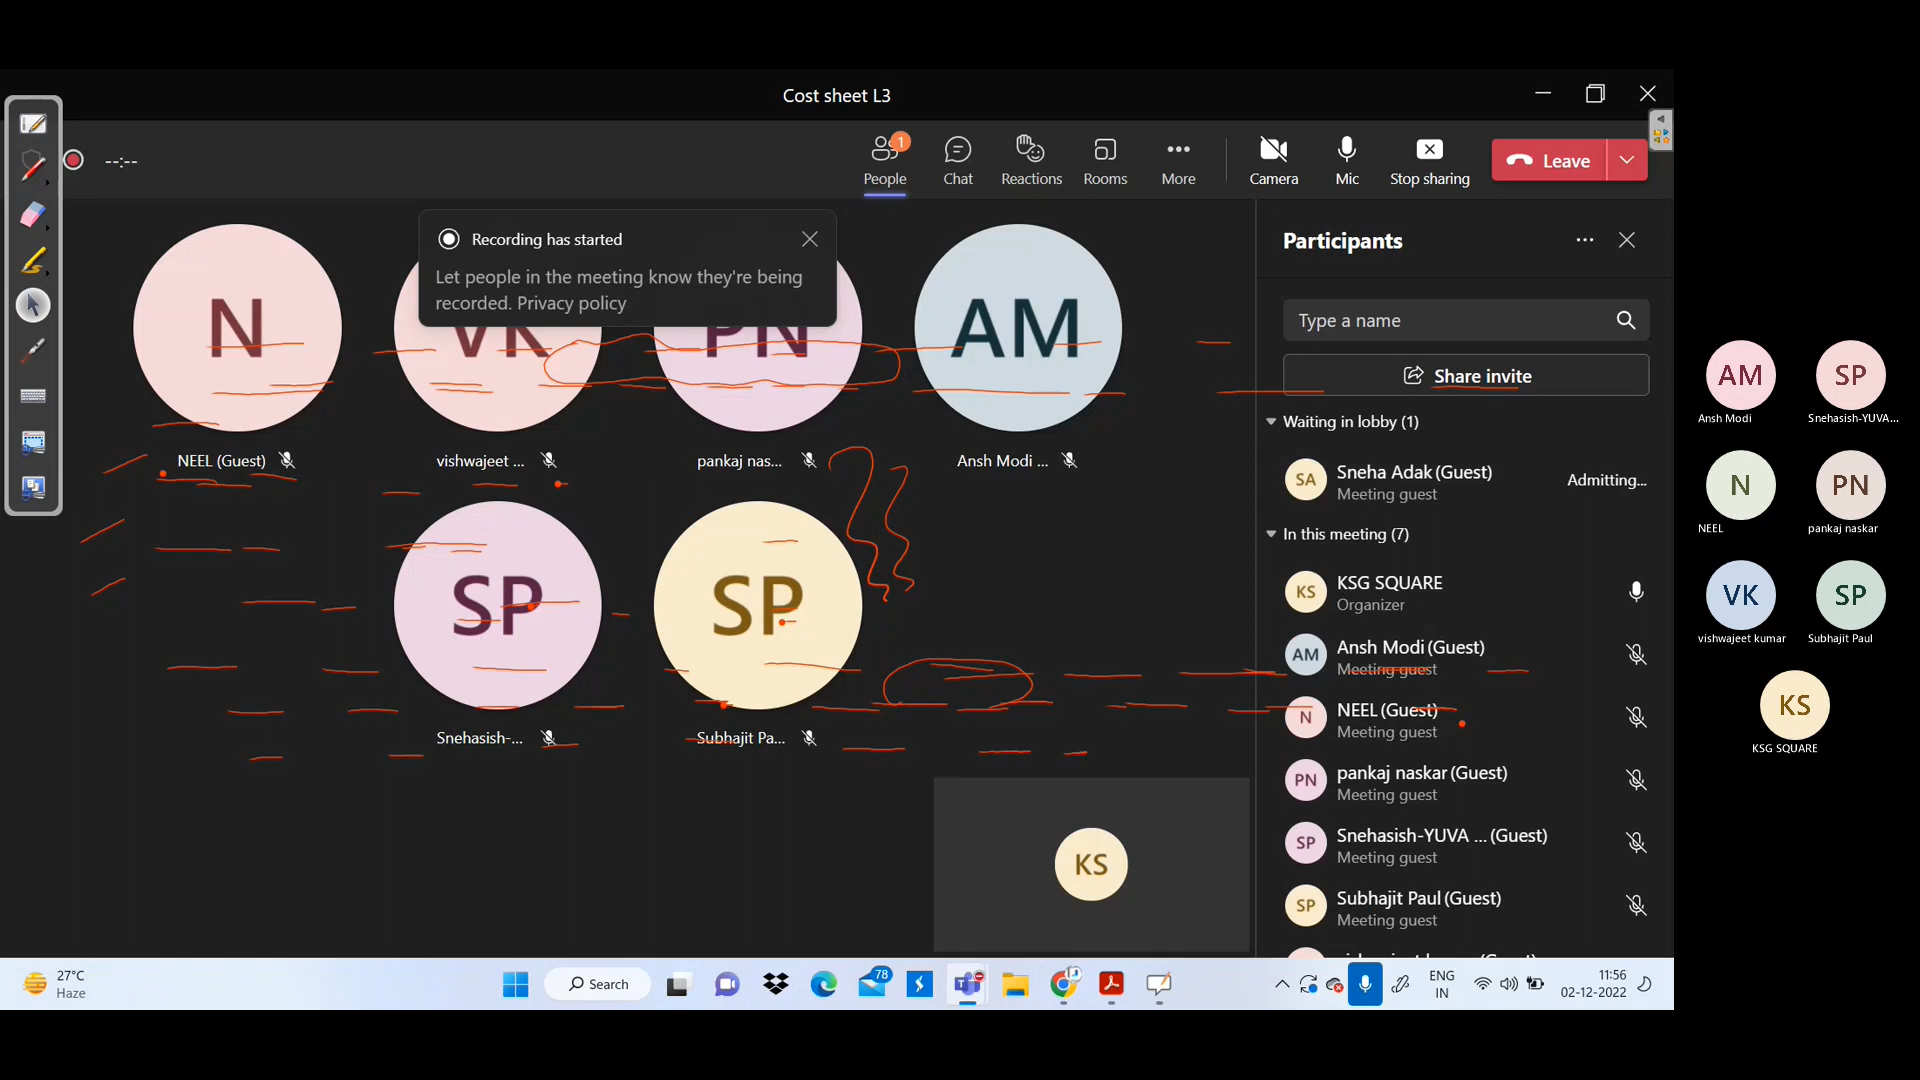 Cost sheet L3
--:--
1
People
Chat
Reactions
Rooms
More
Camera
Mic
Stop sharing
Leave
Recording has started
Let people in the meeting know they're being
recorded. Privacy policy
N
VK
PN
AM
NEEL (Guest)
vishwajeet ...
pankaj nas...
Ansh Modi ...
SP
SP
Snehasish-...
Subhajit Pa...
KS
Participants
Type a name
Share invite
Waiting in lobby (1)
SA
Sneha Adak (Guest)
Meeting guest
Admitting...
In this meeting (7)
KS
KSG SQUARE
Organizer
AM
Ansh Modi (Guest)
Meeting guest
N
NEEL (Guest)
Meeting guest
PN
pankaj naskar (Guest)
Meeting guest
SP
Snehasish-YUVA ... (Guest)
Meeting guest
SP
Subhajit Paul (Guest)
Meeting guest
AM
Ansh Modi
SP
Snehasish-YUVA...
N
NEEL
PN
pankaj naskar
VK
vishwajeet kumar
SP
Subhajit Paul
KS
KSG SQUARE
27°C
Haze
Search
78
ENG
IN
11:56
02-12-2022